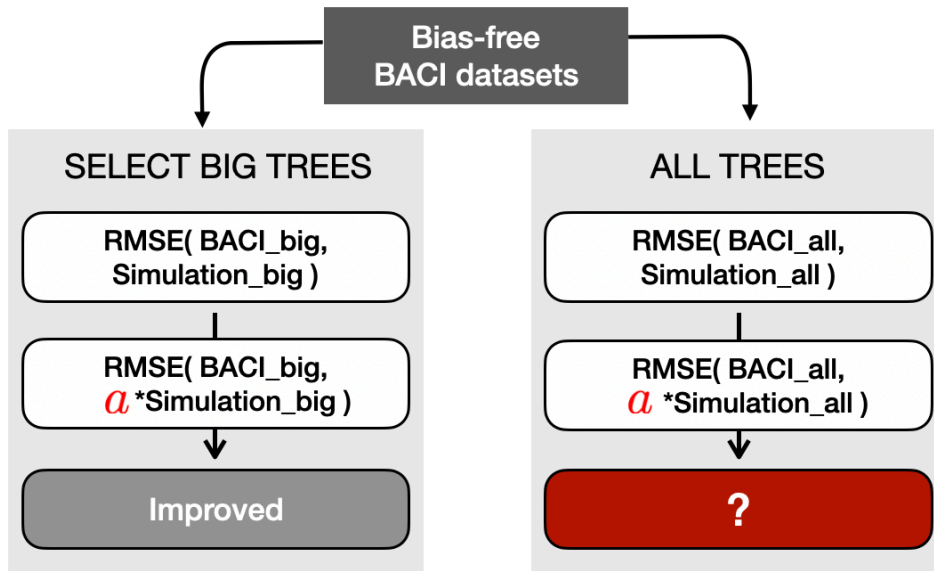 Bias-free
BACI datasets
SELECT BIG TREES
RMSE( BACI_big,
Simulation_big )
RMSE( BACI_big,
a *Simulation_big )
Improved
ALL TREES
RMSE( BACI_all,
Simulation_all )
RMSE( BACI_all,
a *Simulation_all )
?